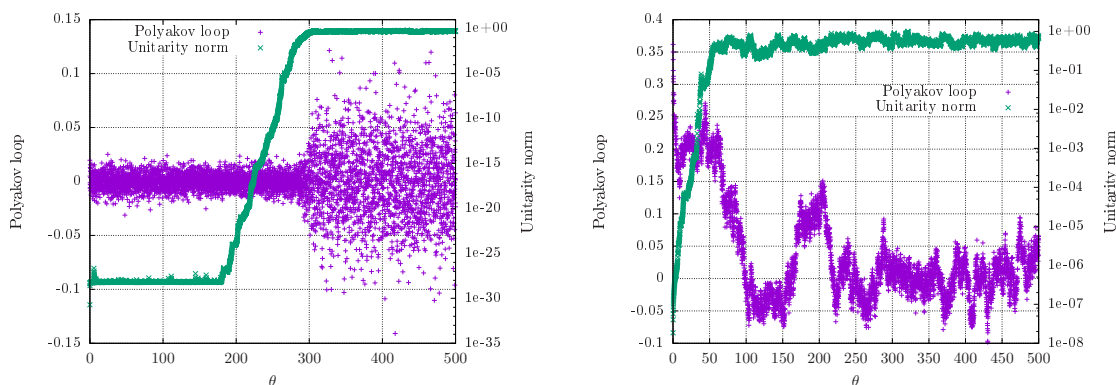 Polyakov loop
Unitarity norm
0.15
0.1
0.05
0
-0.05
-0.1
-0.15
Polyakov loop
0
100
200
300
400
500
θ
1e+00
1e-05
1e-10
1e-15
1e-20
1e-25
1e-30
1e-35
Unitarity norm
Polyakov loop
Unitarity norm
0.4
0.35
0.3
0.25
0.2
0.15
0.1
0.05
0
-0.05
-0.1
Polyakov loop
0
50
100
150
200
250
300
350
400
450
500
θ
1e+00
1e-01
1e-02
1e-03
1e-04
1e-05
1e-06
1e-07
1e-08
Unitarity norm